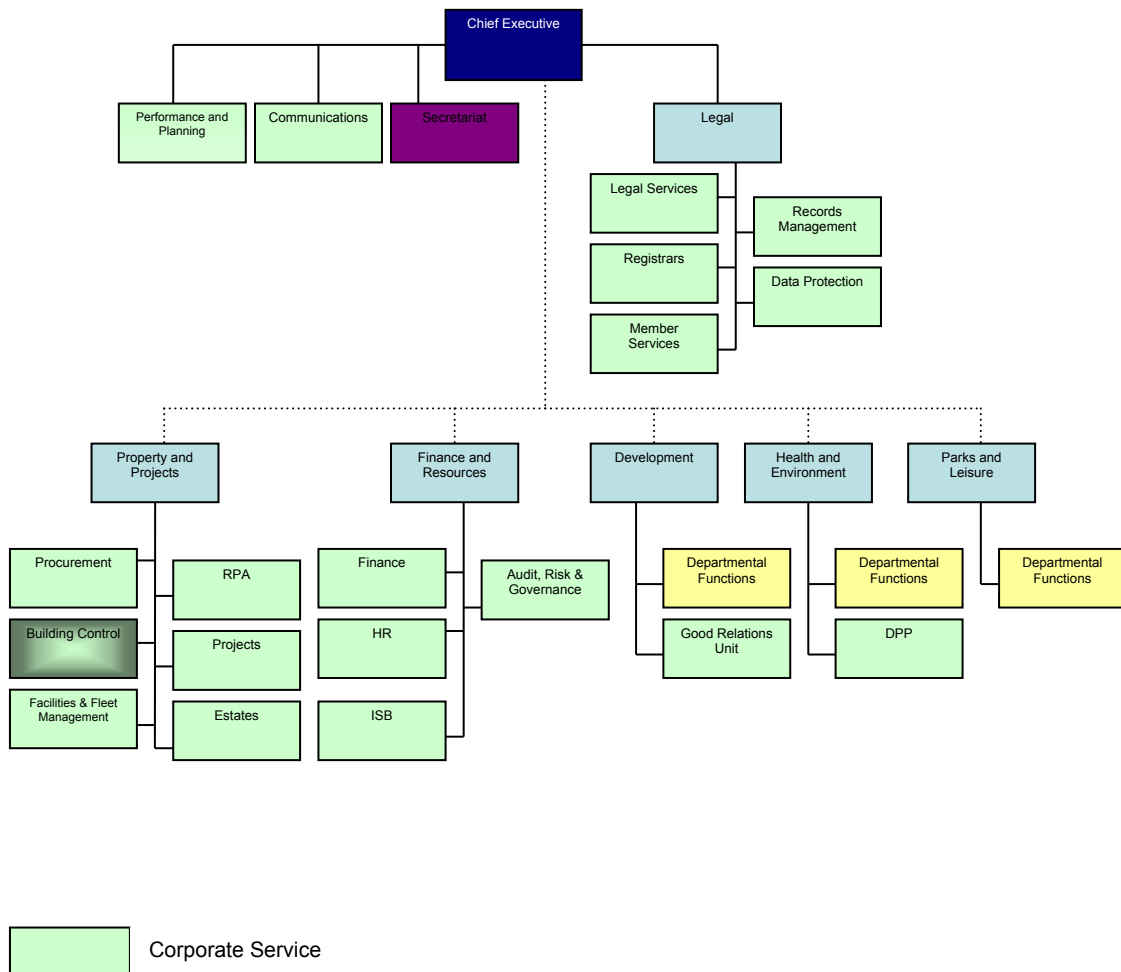 Chief Executive
Performance and
Planning
Communications
Secretariat
Legal
Legal Services
Records
Management
Registrars
Data Protection
Member
Services
Property and
Projects
Finance and
Resources
Development
Health and
Environment
Parks and
Leisure
Procurement
RPA
Building Control
Projects
Facilities & Fleet
Management
Estates
Finance
Audit, Risk &
Governance
HR
ISB
Departmental
Functions
Good Relations
Unit
Departmental
Functions
DPP
Departmental
Functions
Corporate Service